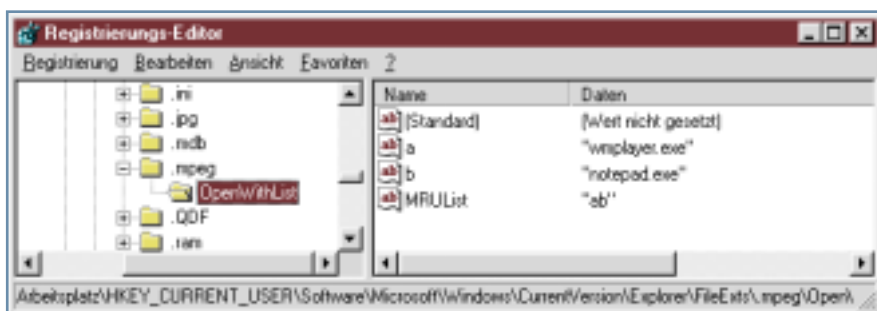 Registrierungs-Editor
Registrierung Bearbeiten Ansicht Favoriten ?
.ini
.jpg
.mdb
.mpeg
OpenWithList
.QDF
.ram
Name Daten
(Standard) (Wert nicht gesetzt)
a "wmplayer.exe"
b "notepad.exe"
MRUList "ab"
Arbeitsplatz\HKEY_CURRENT_USER\Software\Microsoft\Windows\CurrentVersion\Explorer\FileExts\.mpeg\OpenW